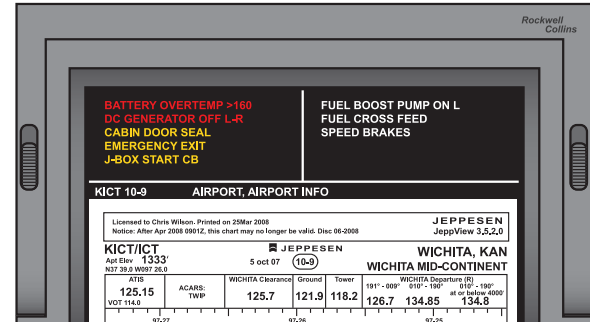 Rockwell
Collins
BATTERY OVERTEMP >160
DC GENERATOR OFF L-R
CABIN DOOR SEAL
EMERGENCY EXIT
J-BOX START CB
FUEL BOOST PUMP ON L
FUEL CROSS FEED
SPEED BRAKES
KICT 10-9 AIRPORT, AIRPORT INFO
Licensed to Chris Wilson. Printed on 25Mar 2008
Notice: After Apr 2008 0901Z, this chart may no longer be valid. Disc 06-2008
JEPPESEN
JeppView 3.5.2.0
KICT/ICT
Apt Elev 1333'
N37 39.0 W097 26.0
JEPPESEN
5 oct 07 10-9
WICHITA, KAN
WICHITA MID-CONTINENT
ATIS
125.15
VOT 114.0
ACARS:
TWIP
WICHITA Clearance
125.7
Ground
121.9
Tower
118.2
WICHITA Departure (R)
191° - 009° 010° - 190° 010° - 190°
at or below 4000'
126.7 134.85 134.8
97-27 97-26 97-25